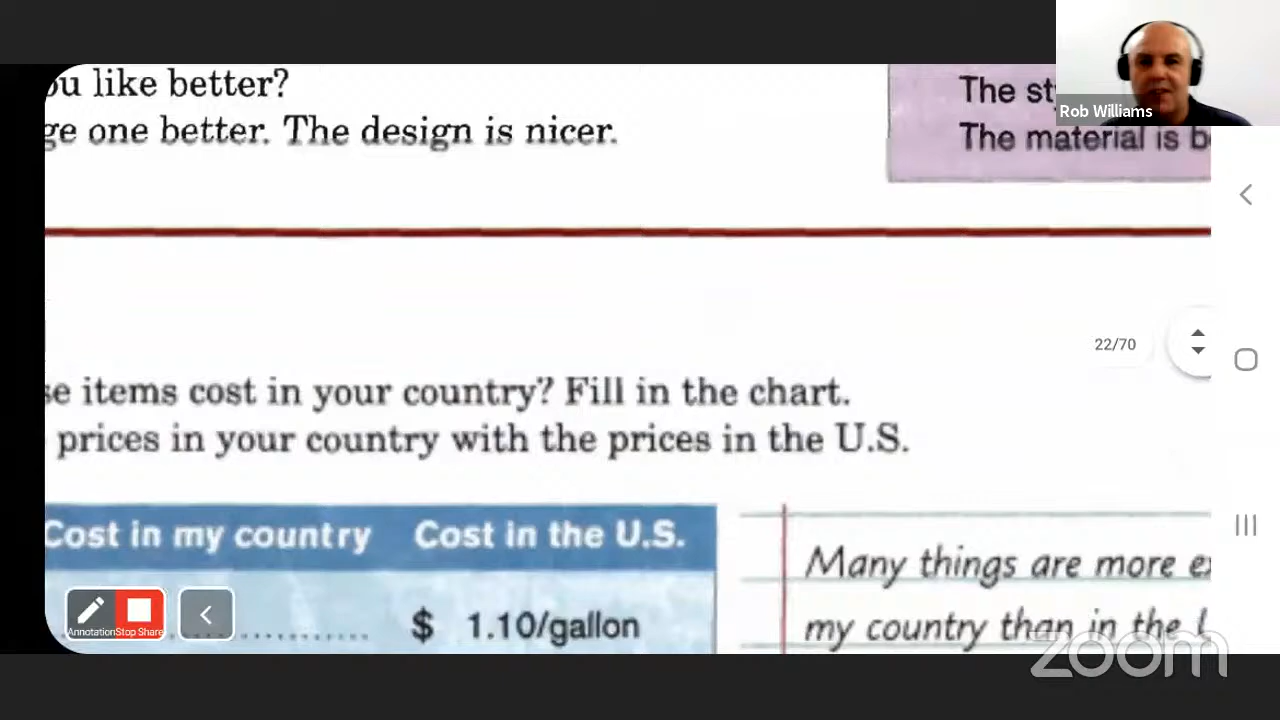 ou like better?
ge one better. The design is nicer.
The st
The material is b
Rob Williams
22/70
se items cost in your country? Fill in the chart.
prices in your country with the prices in the U.S.
Cost in my country Cost in the U.S.
$ 1.10/gallon
Many things are more e
my country than in the U
Annotation Stop Share
zoom